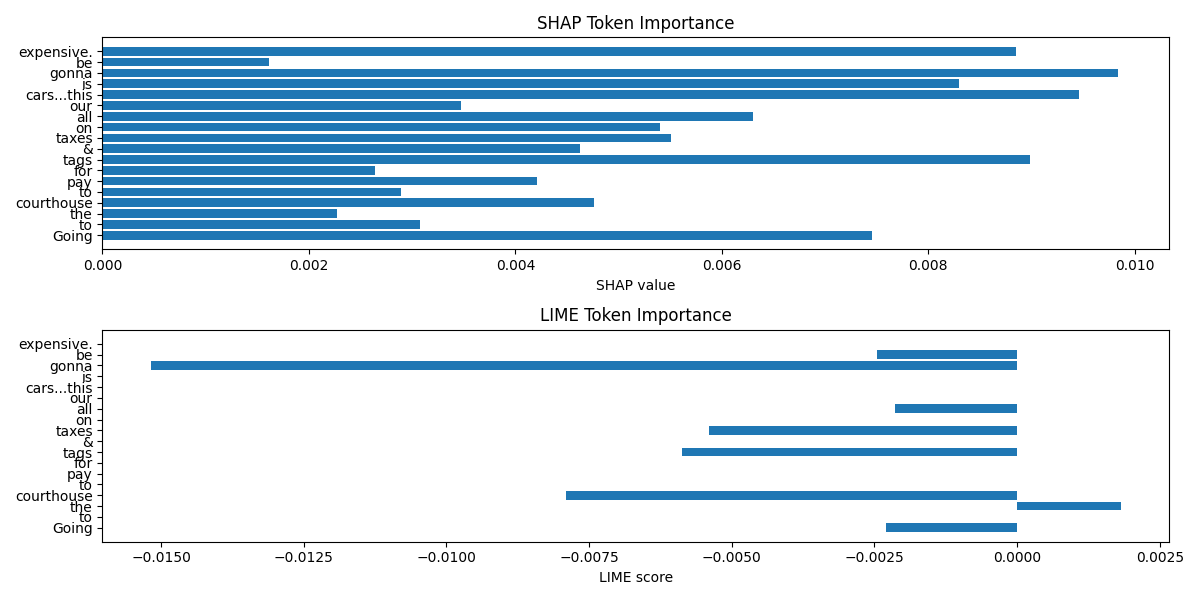 SHAP Token Importance
expensive.
be
gonna
is
cars...this
our
all
on
taxes
&
tags
for
pay
to
courthouse
the
to
Going
0.000 0.002 0.004 0.006 0.008 0.010
SHAP value
LIME Token Importance
expensive.
be
gonna
is
cars...this
our
all
on
taxes
&
tags
for
pay
to
courthouse
the
to
Going
−0.0150 −0.0125 −0.0100 −0.0075 −0.0050 −0.0025 0.0000 0.0025
LIME score